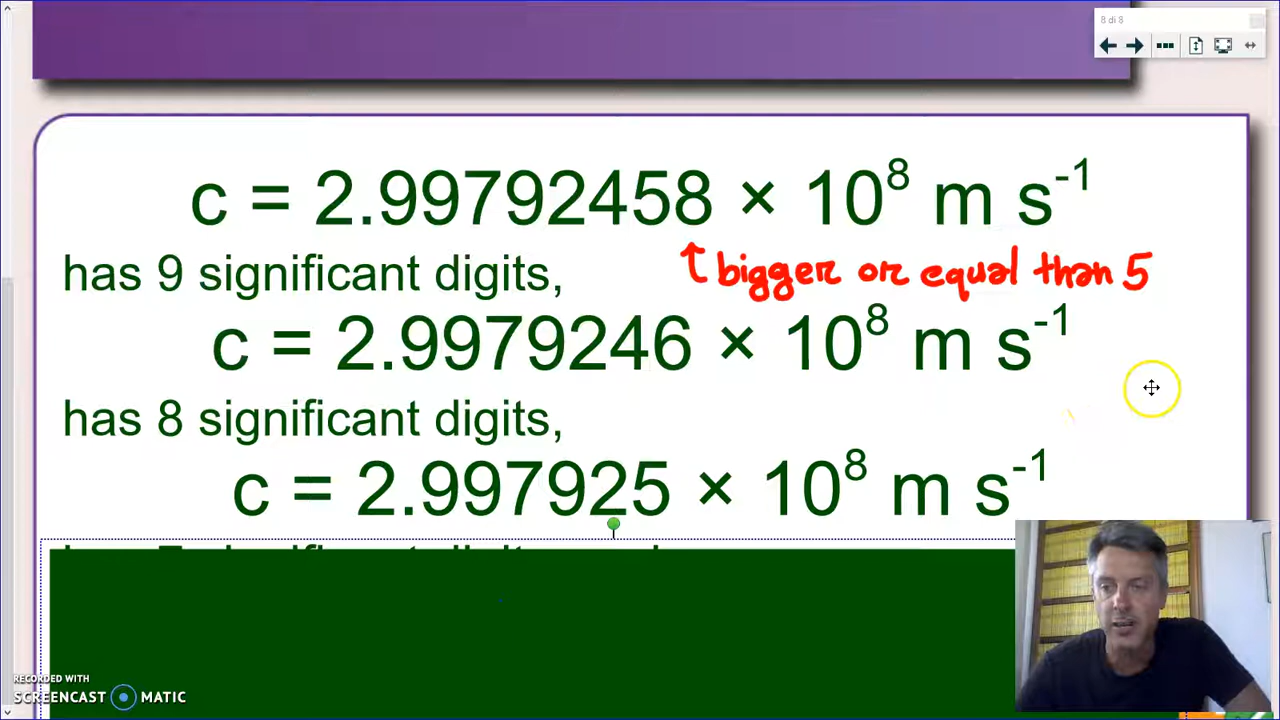 8 di 8
c = 2.99792458 × 10⁸ m s⁻¹
has 9 significant digits,
bigger or equal than 5
c = 2.9979246 × 10⁸ m s⁻¹
has 8 significant digits,
c = 2.997925 × 10⁸ m s⁻¹
RECORDED WITH
SCREENCAST MATIC